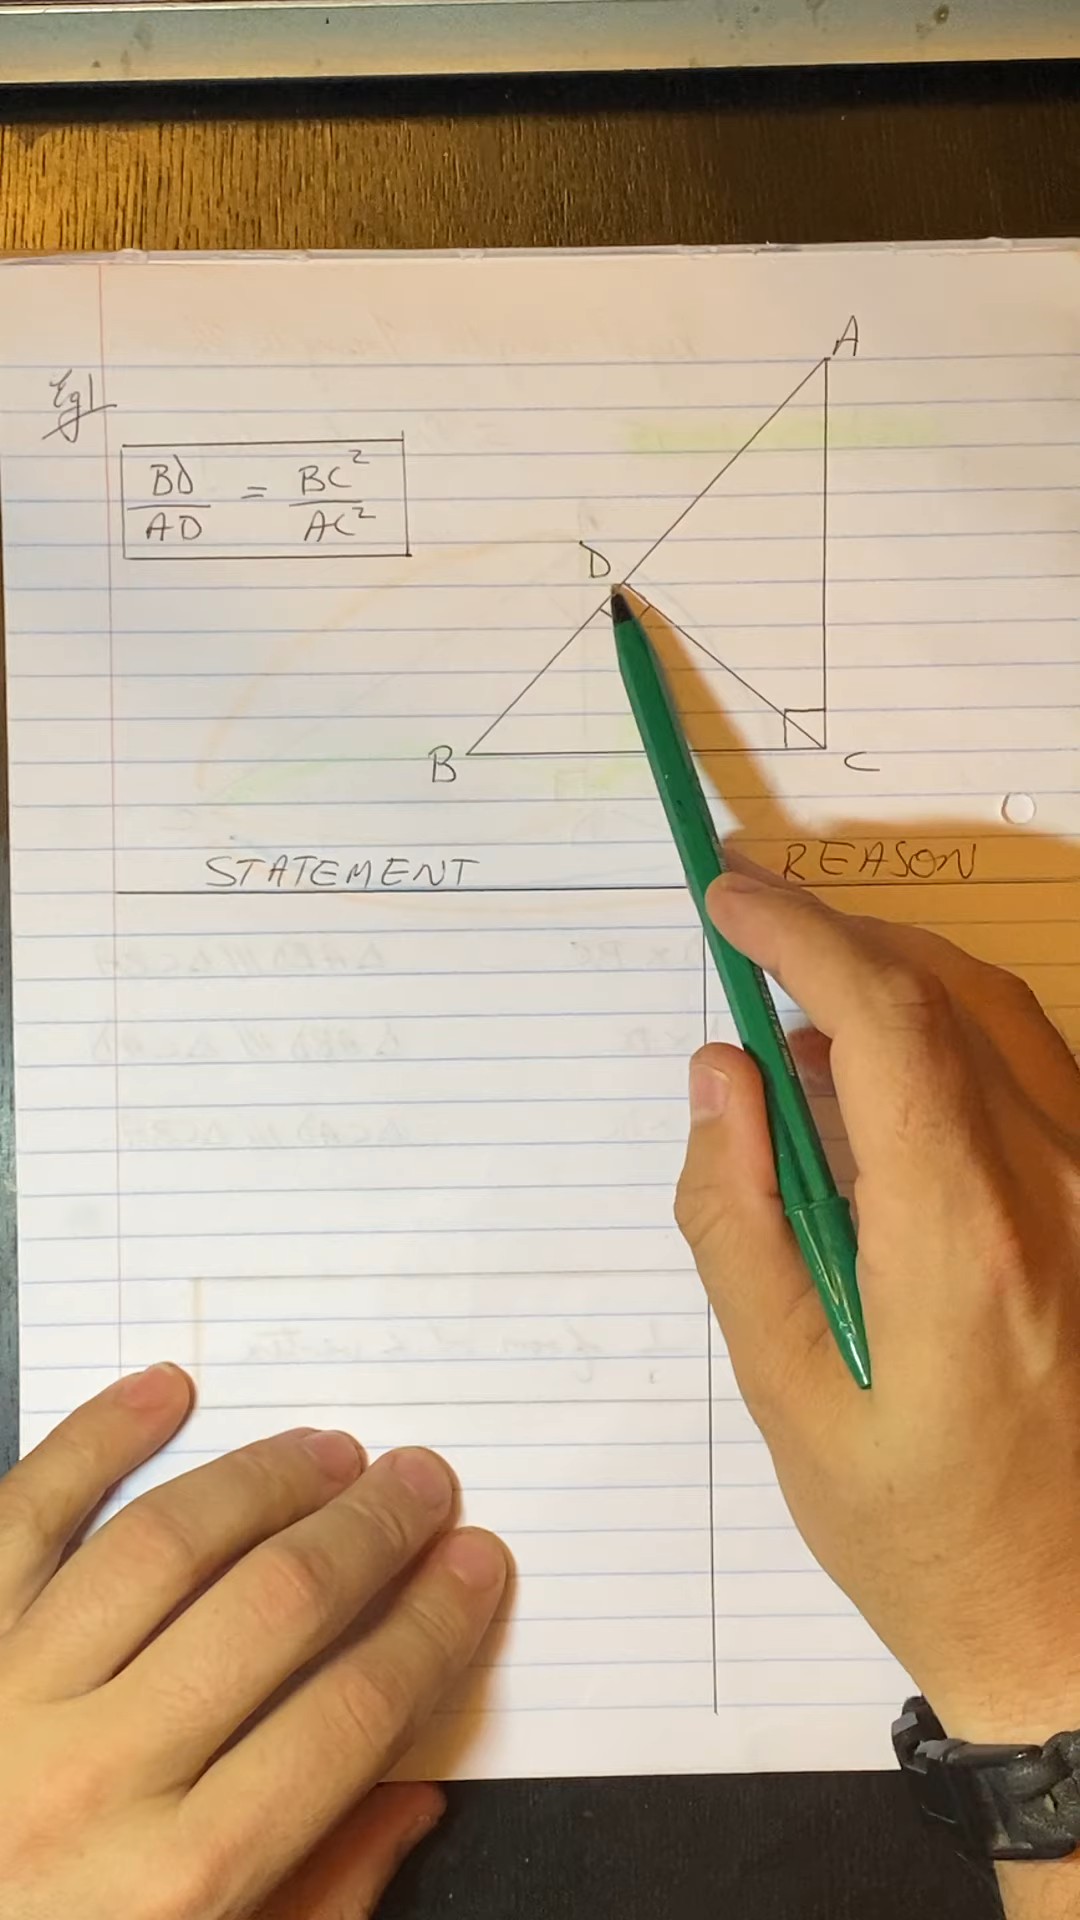 Eg1
A
BD/AD = BC²/AC²
D
B
C
STATEMENT
REASON